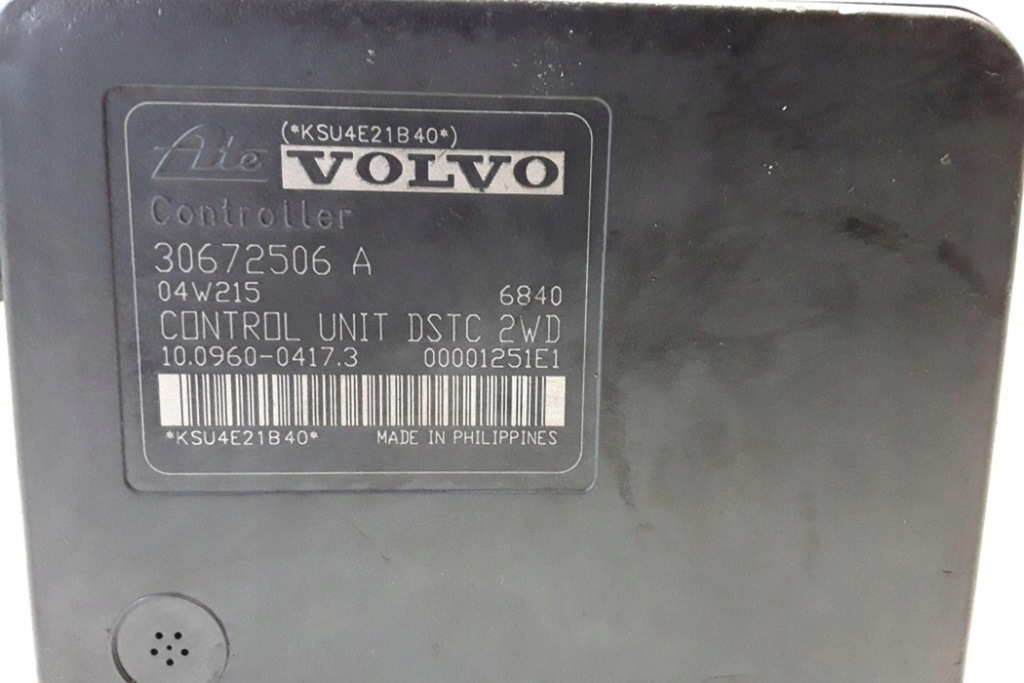 (*KSU4E21B40*)
Ate VOLVO
Controller
30672506 A
04W215 6840
CONTROL UNIT DSTC 2WD
10.0960-0417.3 00001251E1
*KSU4E21B40* MADE IN PHILIPPINES